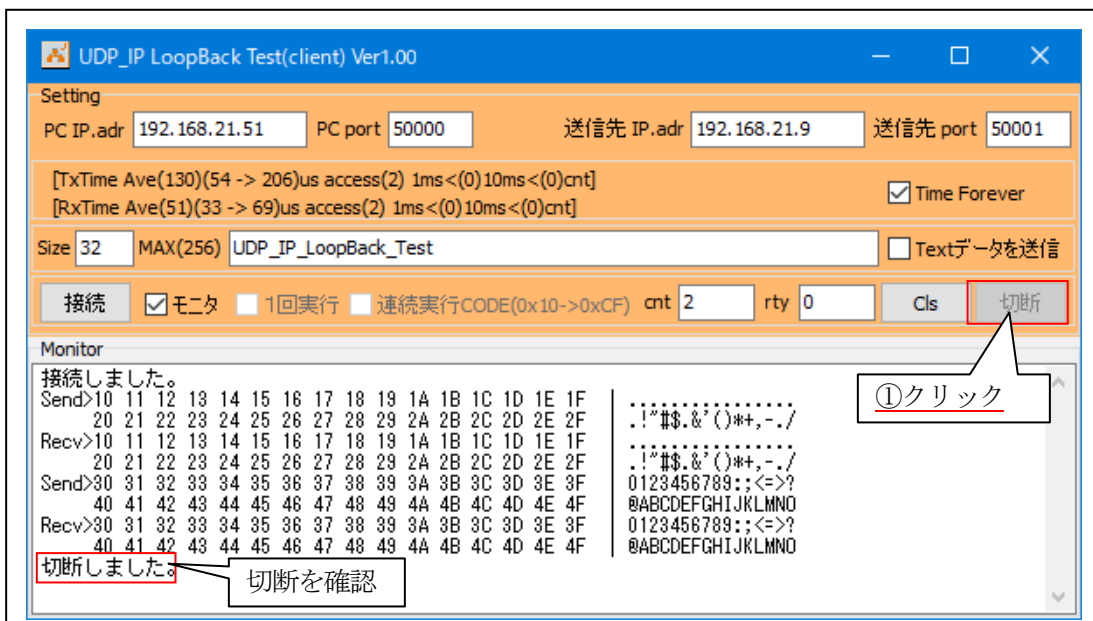 UDP_IP LoopBack Test(client) Ver1.00
Setting
PC IP.adr 192.168.21.51 PC port 50000 送信先 IP.adr 192.168.21.9 送信先 port 50001
[TxTime Ave(130)(54 -> 206)us access(2) 1ms<(0)10ms<(0)cnt]
[RxTime Ave(51)(33 -> 69)us access(2) 1ms<(0)10ms<(0)cnt]
Time Forever
Size 32 MAX(256) UDP_IP_LoopBack_Test Textデータを送信
接続 モニタ 1回実行 連続実行CODE(0x10->0xCF) cnt 2 rty 0 Cls 切断
Monitor
①クリック
接続しました。
Send>10 11 12 13 14 15 16 17 18 19 1A 1B 1C 1D 1E 1F | ................
20 21 22 23 24 25 26 27 28 29 2A 2B 2C 2D 2E 2F | .!"#$.&'()*+,-./
Recv>10 11 12 13 14 15 16 17 18 19 1A 1B 1C 1D 1E 1F | ................
20 21 22 23 24 25 26 27 28 29 2A 2B 2C 2D 2E 2F | .!"#$.&'()*+,-./
Send>30 31 32 33 34 35 36 37 38 39 3A 3B 3C 3D 3E 3F | 0123456789:;<=>?
40 41 42 43 44 45 46 47 48 49 4A 4B 4C 4D 4E 4F | @ABCDEFGHIJKLMNO
Recv>30 31 32 33 34 35 36 37 38 39 3A 3B 3C 3D 3E 3F | 0123456789:;<=>?
40 41 42 43 44 45 46 47 48 49 4A 4B 4C 4D 4E 4F | @ABCDEFGHIJKLMNO
切断しました。
切断を確認